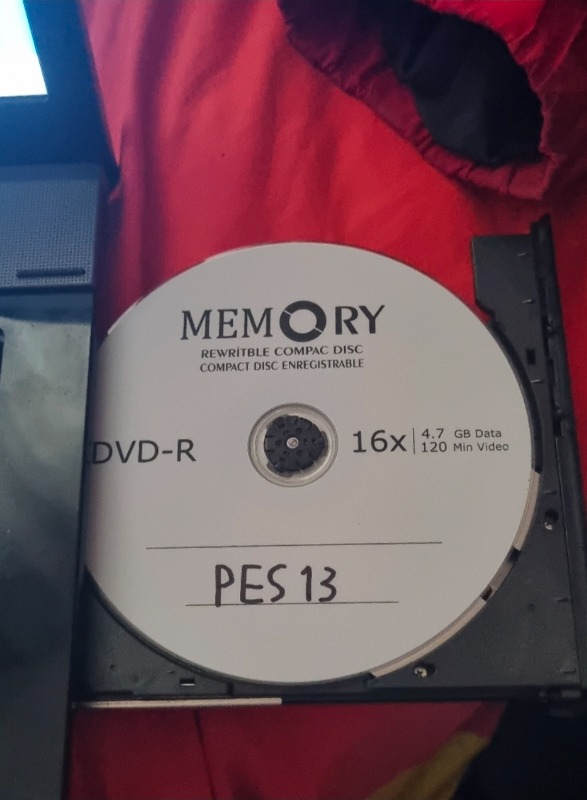 MEMORY
REWRITBLE COMPAC DISC
COMPACT DISC ENREGISTRABLE
DVD-R
16x
4.7 GB Data
120 Min Video
PES 13